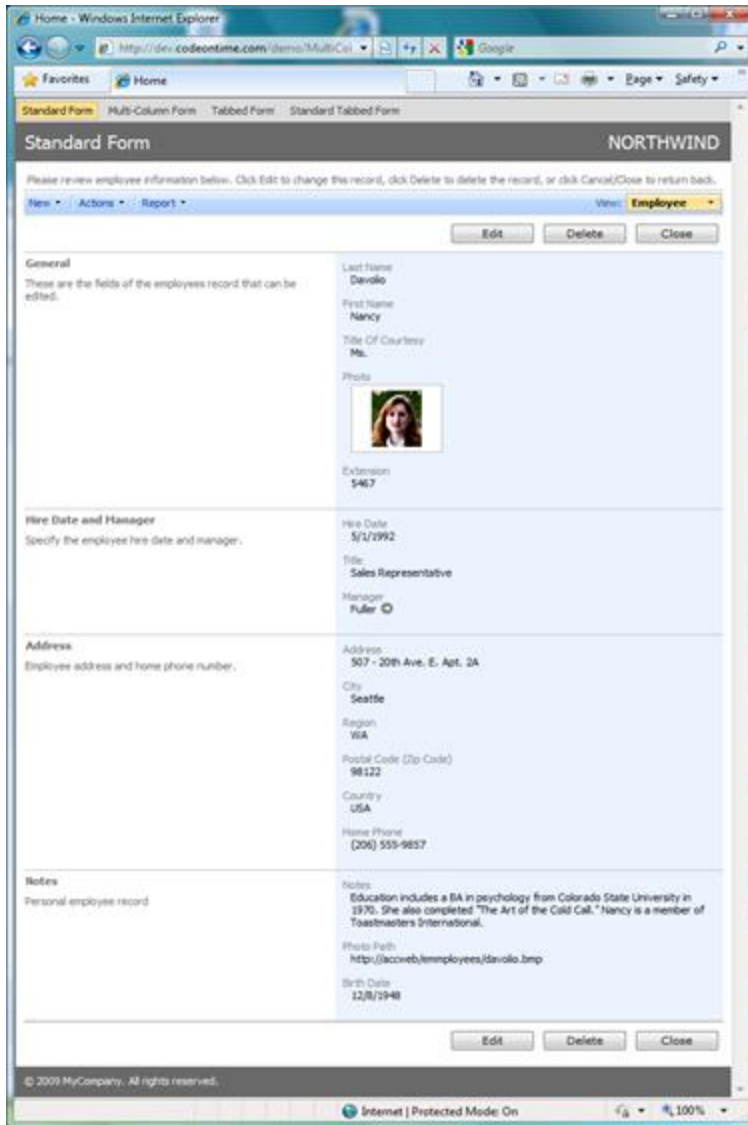 Home - Windows Internet Explorer
http://dev.codeontime.com/demo/MultiCol
Google
Favorites Home Page Safety
Standard Form Multi-Column Form Tabbed Form Standard Tabbed Form
Standard Form NORTHWIND
Please review employee information below. Click Edit to change this record, click Delete to delete the record, or click Cancel/Close to return back.
New Actions Report View: Employee
Edit Delete Close
General
These are the fields of the employees record that can be
edited.
Last Name
Davolio
First Name
Nancy
Title Of Courtesy
Ms.
Photo
Extension
5467
Hire Date and Manager
Specify the employee hire date and manager.
Hire Date
5/1/1992
Title
Sales Representative
Manager
Fuller
Address
Employee address and home phone number.
Address
507 - 20th Ave. E. Apt. 2A
City
Seattle
Region
WA
Postal Code (Zip Code)
98122
Country
USA
Home Phone
(206) 555-9857
Notes
Personal employee record
Notes
Education includes a BA in psychology from Colorado State University in
1970. She also completed "The Art of the Cold Call." Nancy is a member of
Toastmasters International.
Photo Path
http://accweb/emmployees/davolio.bmp
Birth Date
12/8/1948
Edit Delete Close
© 2009 MyCompany. All rights reserved.
Internet | Protected Mode: On 100%